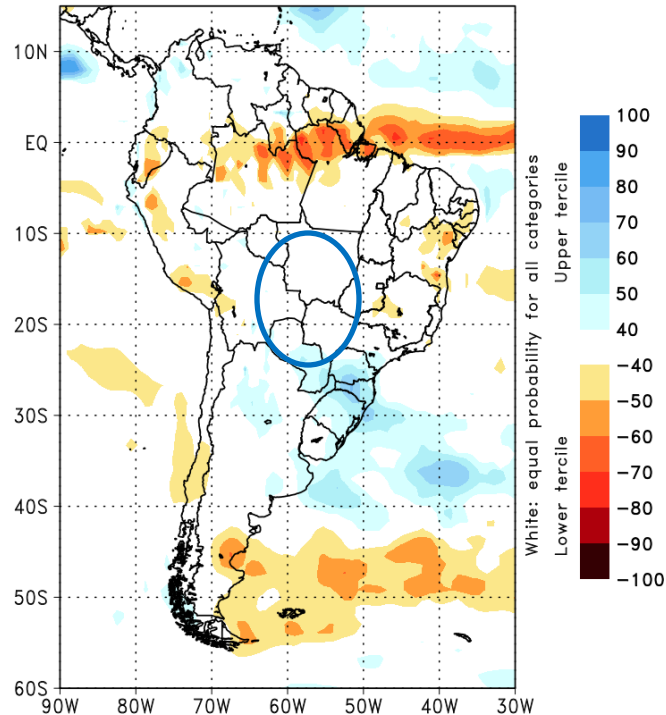 10N
EQ
10S
20S
30S
40S
50S
60S
90W
80W
70W
60W
50W
40W
30W
White: equal probability for all categories
Lower tercile
Upper tercile
100
90
80
70
60
50
40
−40
−50
−60
−70
−80
−90
−100